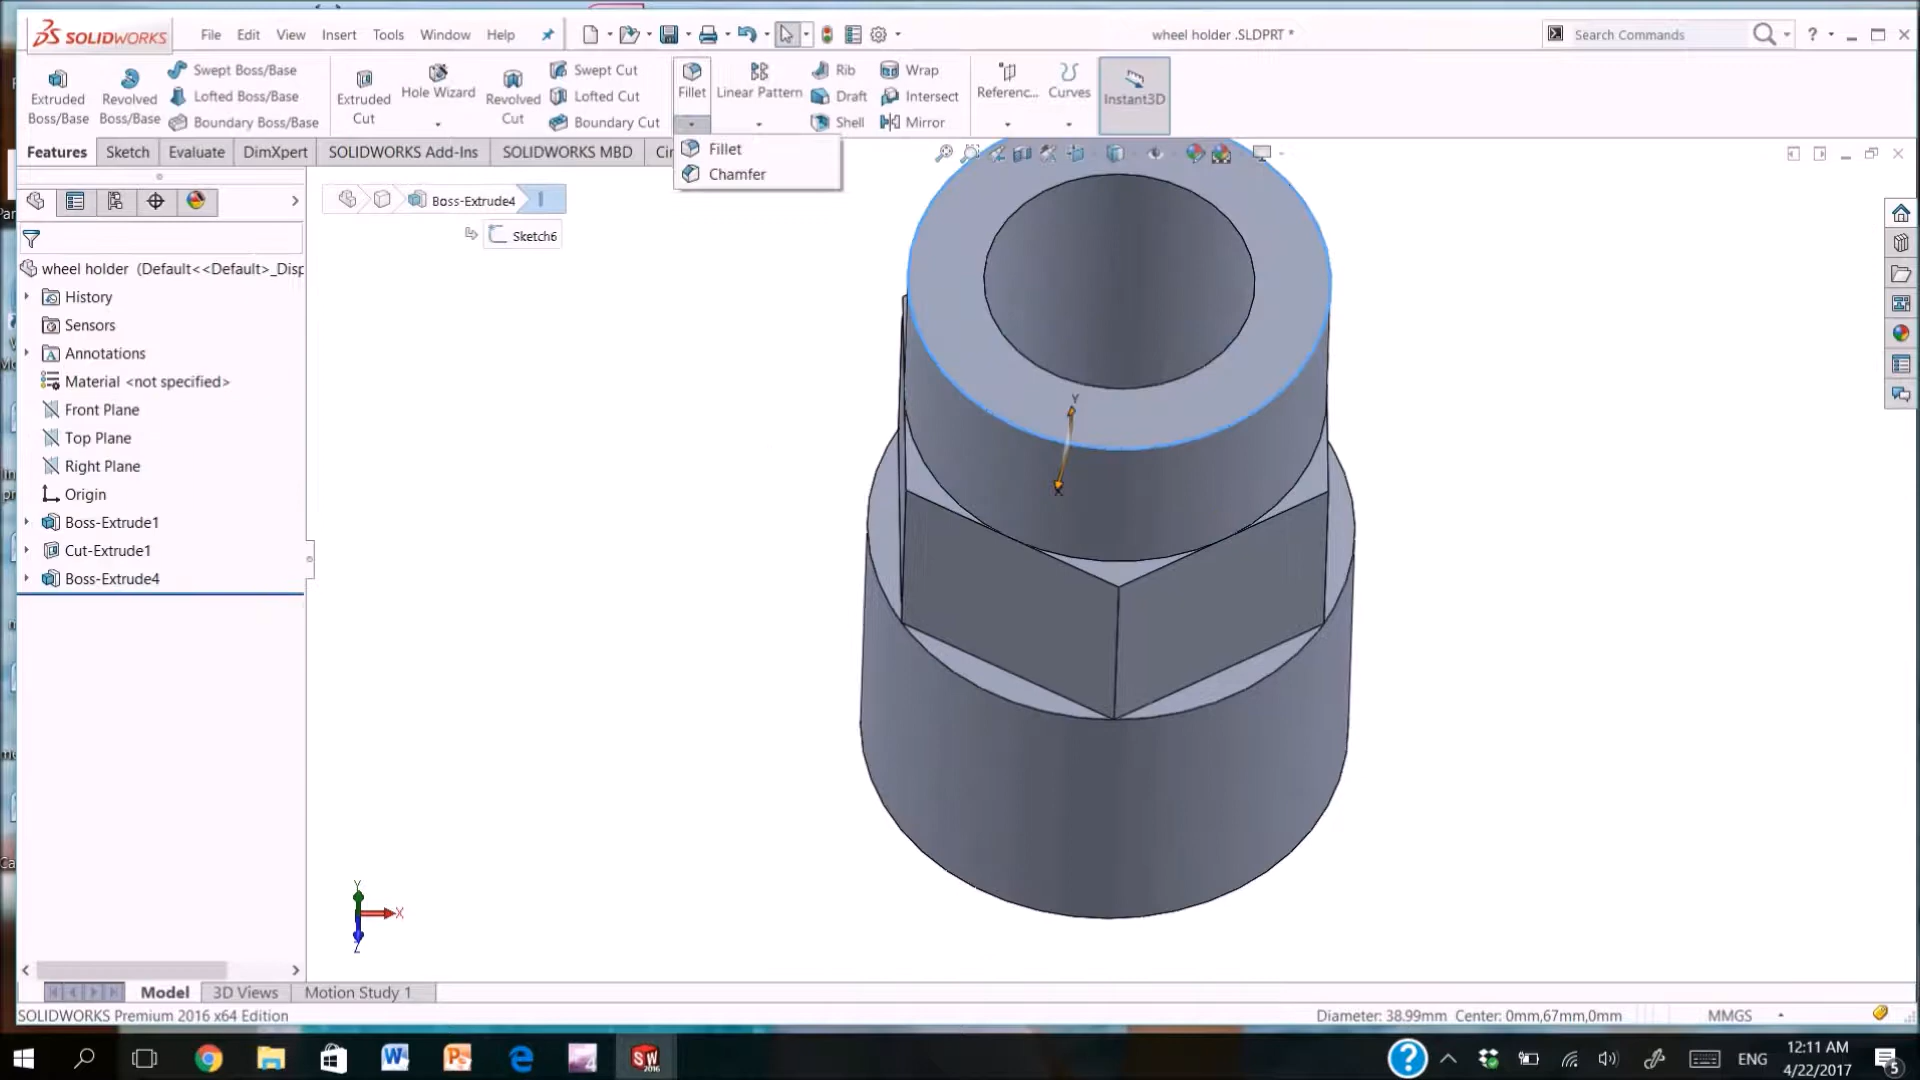 SOLIDWORKS File Edit View Insert Tools Window Help wheel holder .SLDPRT * Search Commands ?
Extruded Boss/Base
Revolved Boss/Base
Swept Boss/Base
Lofted Boss/Base
Boundary Boss/Base
Extruded Cut
Hole Wizard
Revolved Cut
Swept Cut
Lofted Cut
Boundary Cut
Fillet
Linear Pattern
Rib
Draft
Shell
Wrap
Intersect
Mirror
Referenc...
Curves
Instant3D
Features Sketch Evaluate DimXpert SOLIDWORKS Add-Ins SOLIDWORKS MBD Cir
Fillet
Chamfer
Boss-Extrude4
Sketch6
wheel holder (Default<<Default>_Disp
History
Sensors
Annotations
Material <not specified>
Front Plane
Top Plane
Right Plane
Origin
Boss-Extrude1
Cut-Extrude1
Boss-Extrude4
Y
X
Y
X
Z
Model 3D Views Motion Study 1
SOLIDWORKS Premium 2016 x64 Edition Diameter: 38.99mm Center: 0mm,67mm,0mm MMGS
SW 2016
ENG
12:11 AM
4/22/2017
5